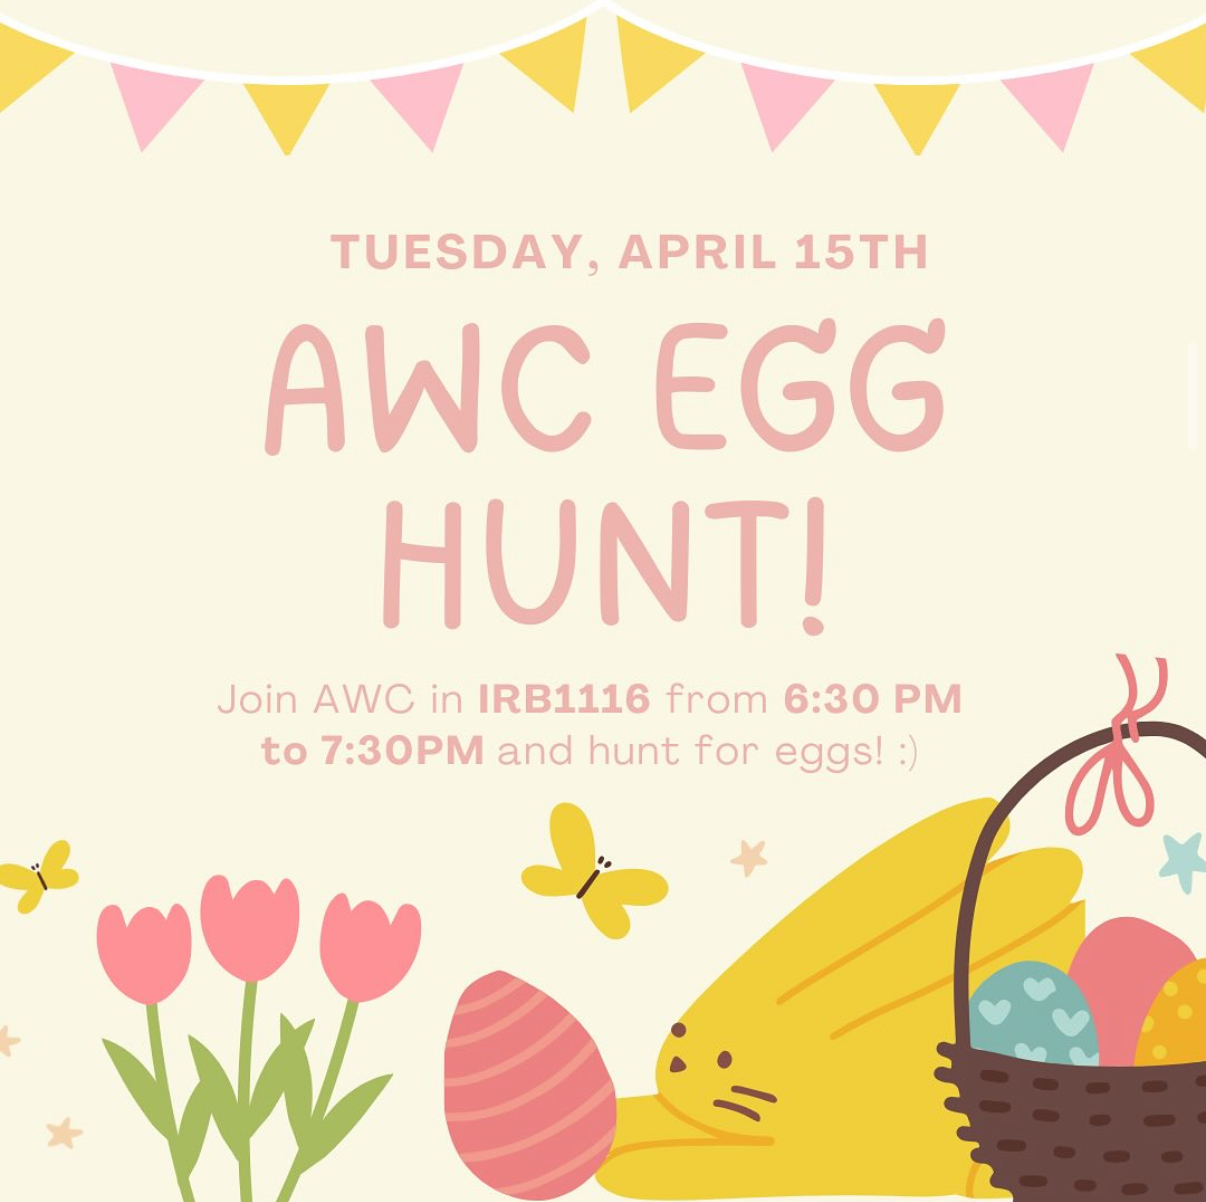 TUESDAY, APRIL 15TH
AWC EGG
HUNT!
Join AWC in IRB1116 from 6:30 PM
to 7:30PM and hunt for eggs! :)